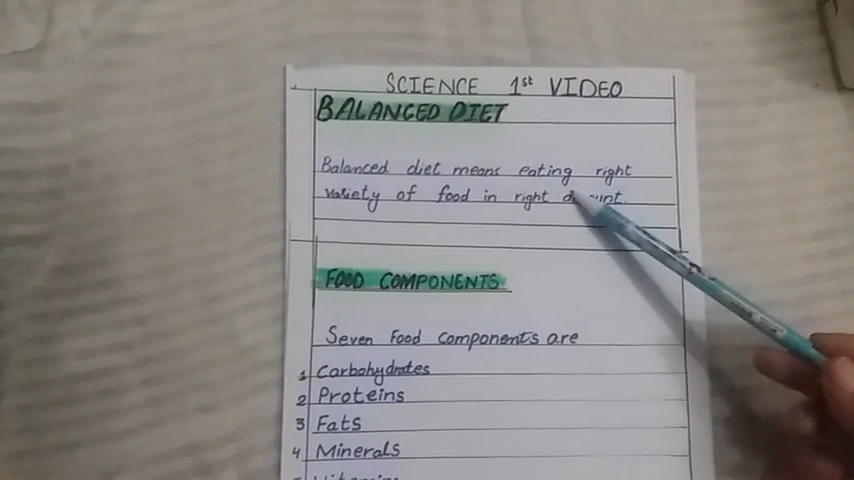 SCIENCE 1st VIDEO
BALANCED DIET
Balanced diet means eating right
variety of food in right
FOOD COMPONENTS
Seven Food Components are
1 Carbohydrates
2 Proteins
3 Fats
4 Minerals